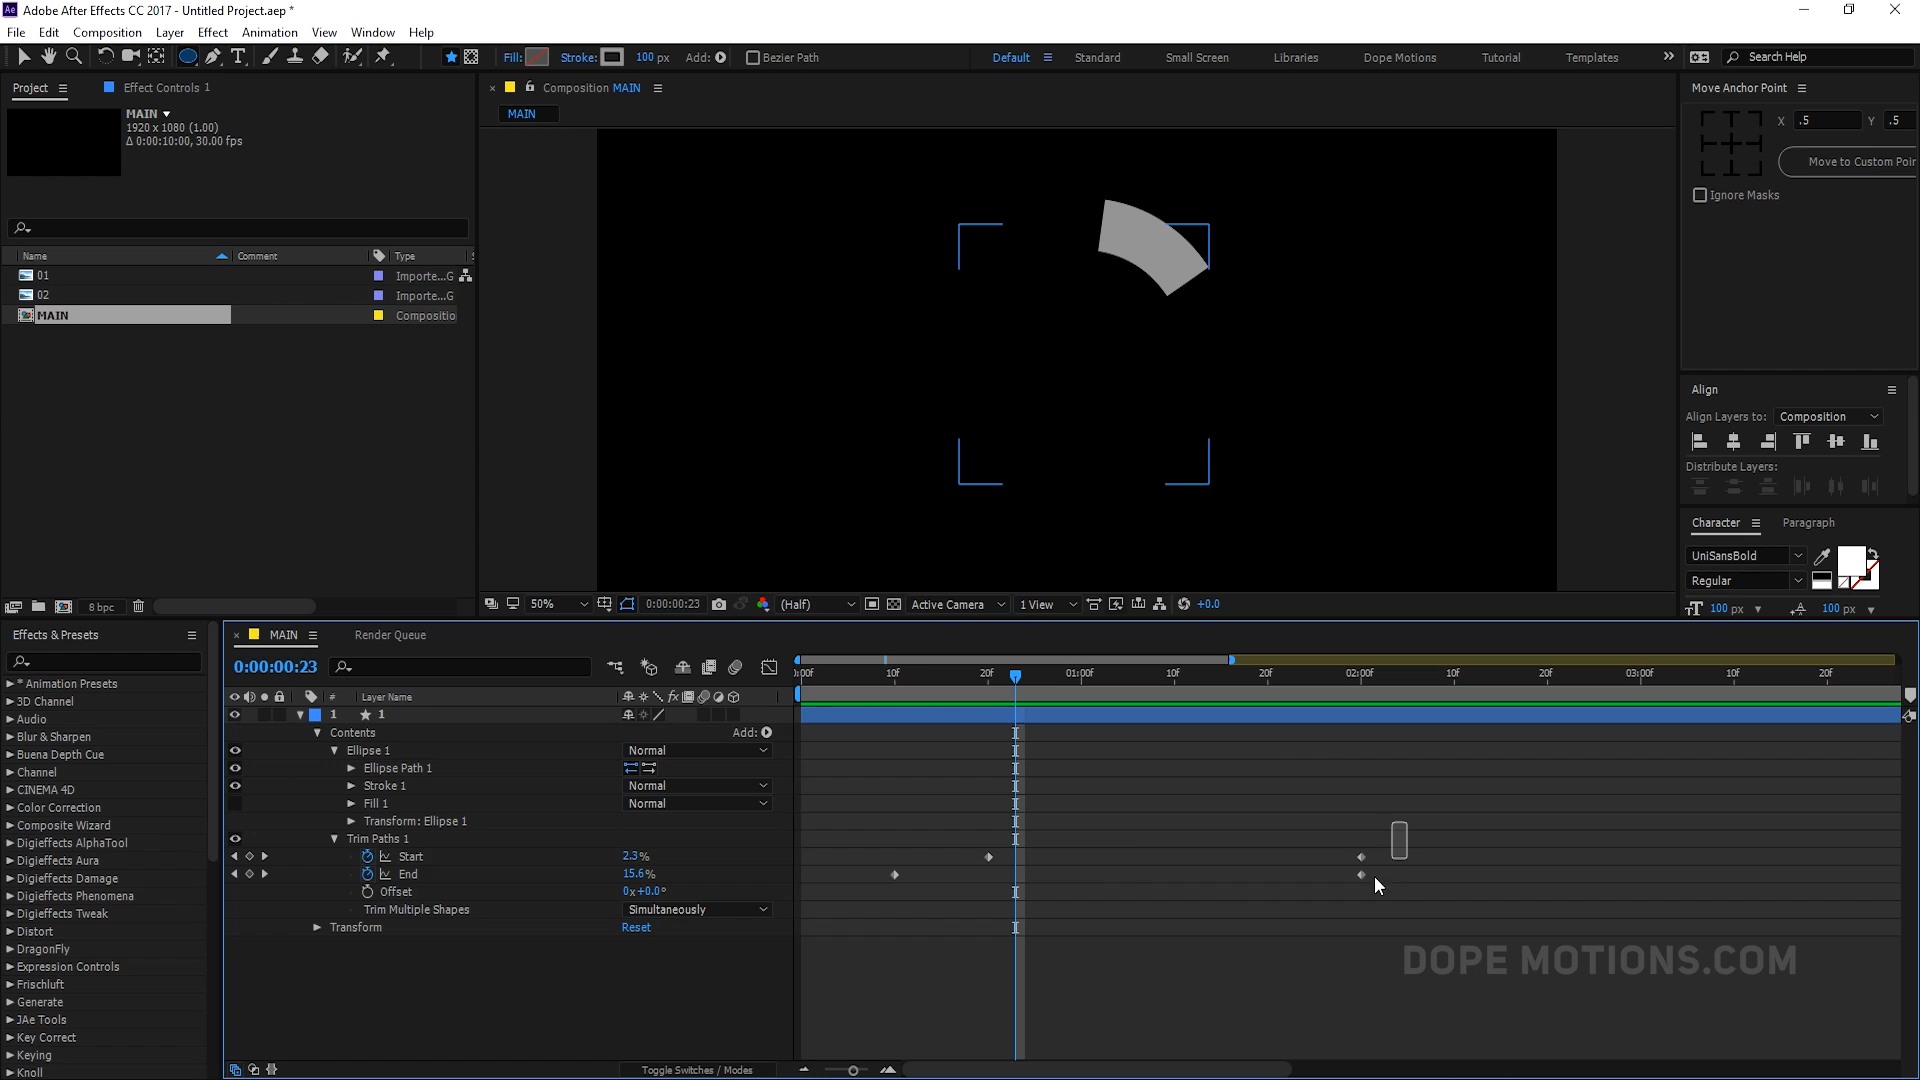 Adobe After Effects CC 2017 - Untitled Project.aep *
File Edit Composition Layer Effect Animation View Window Help
Fill: Stroke: 100 px Add: Bezier Path Default Standard Small Screen Libraries Dope Motions Tutorial Templates Search Help
Project Effect Controls 1
MAIN
1920 x 1080 (1.00)
Δ 0:00:10:00, 30.00 fps
Name Comment Type
01 Importe...G
02 Importe...G
MAIN Compositio
8 bpc
Composition MAIN
MAIN
50% 0:00:00:23 (Half) Active Camera 1 View +0.0
Move Anchor Point
X .5 Y .5
Move to Custom Poir
Ignore Masks
Align
Align Layers to: Composition
Distribute Layers:
Character Paragraph
UniSansBold
Regular
100 px 100 px
Effects & Presets
* Animation Presets
3D Channel
Audio
Blur & Sharpen
Buena Depth Cue
Channel
CINEMA 4D
Color Correction
Composite Wizard
Digieffects AlphaTool
Digieffects Aura
Digieffects Damage
Digieffects Phenomena
Digieffects Tweak
Distort
DragonFly
Expression Controls
Frischluft
Generate
JAe Tools
Key Correct
Keying
Knoll
MAIN Render Queue
0:00:00:23
:00f 10f 20f 01:00f 10f 20f 02:00f 10f 20f 03:00f 10f 20f
# Layer Name
1 1
Contents Add:
Ellipse 1 Normal
Ellipse Path 1
Stroke 1 Normal
Fill 1 Normal
Transform: Ellipse 1
Trim Paths 1
Start 2.3%
End 15.6%
Offset 0x+0.0°
Trim Multiple Shapes Simultaneously
Transform Reset
Toggle Switches / Modes
DOPE MOTIONS.COM